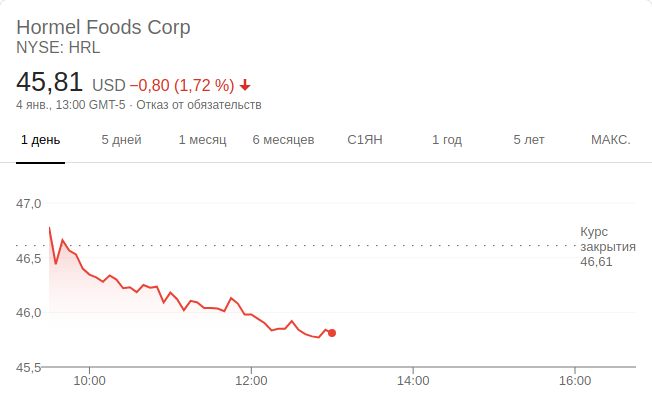 Hormel Foods Corp
NYSE: HRL
45,81 USD −0,80 (1,72 %)
4 янв., 13:00 GMT-5 · Отказ от обязательств
1 день 5 дней 1 месяц 6 месяцев С1ЯН 1 год 5 лет МАКС.
47,0
Курс
закрытия
46,61
46,5
46,0
45,5
10:00 12:00 14:00 16:00